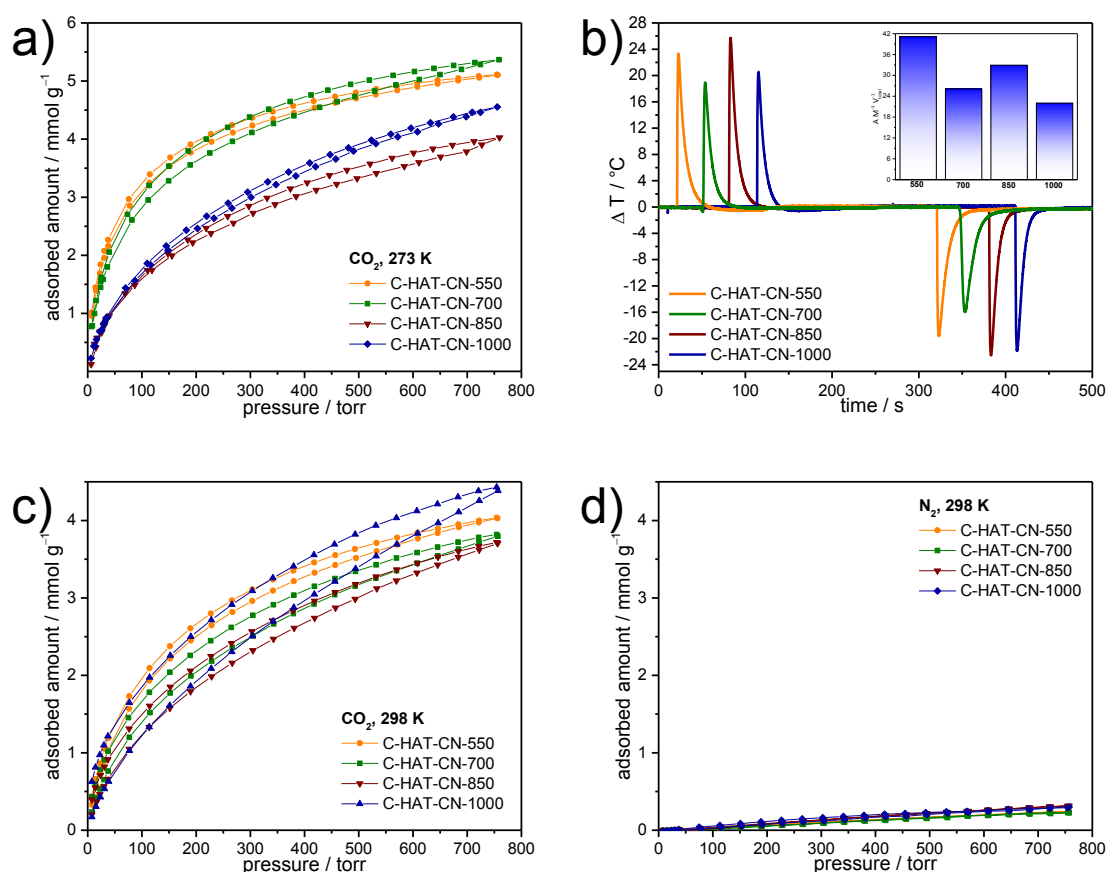 a)
6
5
4
3
2
1
adsorbed amount / mmol g⁻¹
CO₂, 273 K
C-HAT-CN-550
C-HAT-CN-700
C-HAT-CN-850
C-HAT-CN-1000
0 100 200 300 400 500 600 700 800
pressure / torr
b)
28
24
20
16
12
8
4
0
-4
-8
-12
-16
-20
-24
Δ T / °C
42
36
30
24
18
12
6
0
A M⁻¹ V⁻¹total
550 700 850 1000
C-HAT-CN-550
C-HAT-CN-700
C-HAT-CN-850
C-HAT-CN-1000
0 100 200 300 400 500
time / s
c)
4
3
2
1
0
adsorbed amount / mmol g⁻¹
CO₂, 298 K
C-HAT-CN-550
C-HAT-CN-700
C-HAT-CN-850
C-HAT-CN-1000
0 100 200 300 400 500 600 700 800
pressure / torr
d)
4
3
2
1
0
adsorbed amount / mmol g⁻¹
N₂, 298 K
C-HAT-CN-550
C-HAT-CN-700
C-HAT-CN-850
C-HAT-CN-1000
0 100 200 300 400 500 600 700 800
pressure / torr